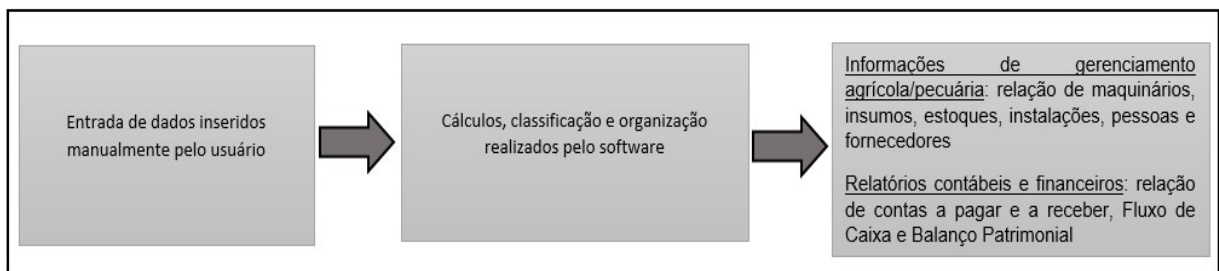 Entrada de dados inseridos
manualmente pelo usuário
Cálculos, classificação e organização
realizados pelo software
Informações de gerenciamento
agrícola/pecuária: relação de maquinários,
insumos, estoques, instalações, pessoas e
fornecedores
Relatórios contábeis e financeiros: relação
de contas a pagar e a receber, Fluxo de
Caixa e Balanço Patrimonial